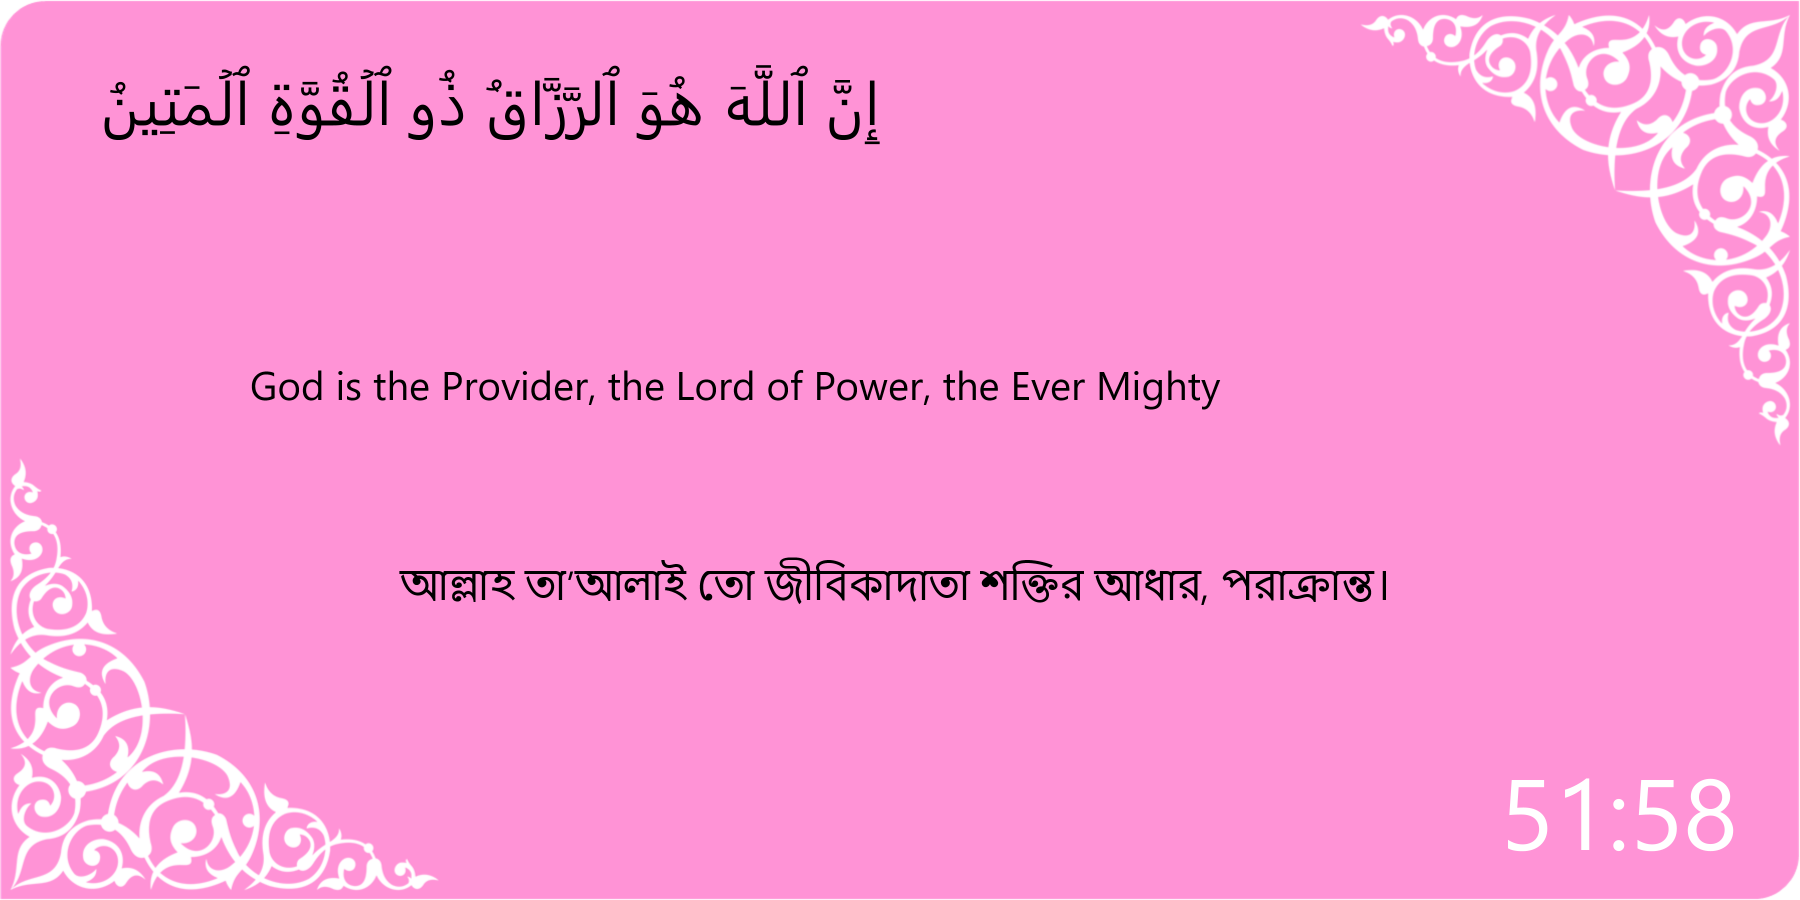 إِنَّ ٱللَّهَ هُوَ ٱلرَّزَّاقُ ذُو ٱلْقُوَّةِ ٱلْمَتِينُ
God is the Provider, the Lord of Power, the Ever Mighty
আল্লাহ তা’আলাই তো জীবিকাদাতা শক্তির আধার, পরাক্রান্ত।
51:58